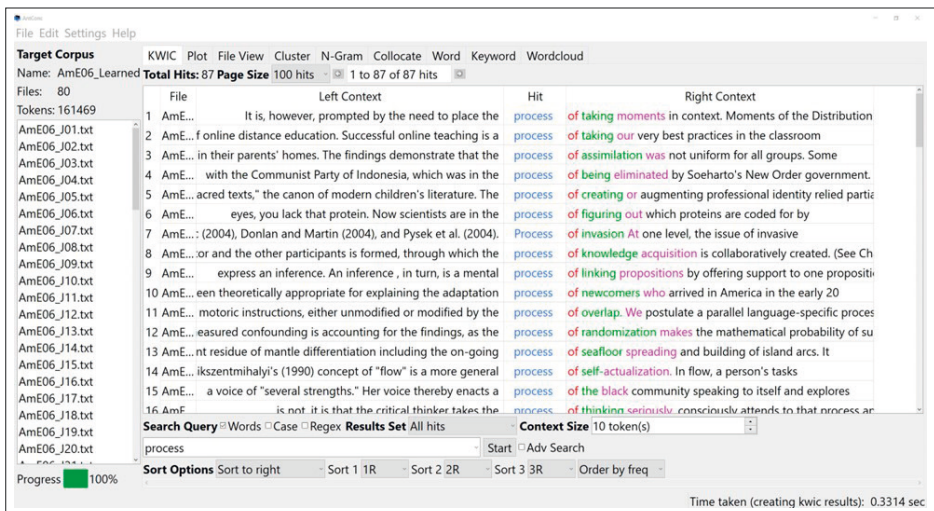 AntConc
File Edit Settings Help
Target Corpus
Name: AmE06_Learned
Files: 80
Tokens: 161469
AmE06_J01.txt
AmE06_J02.txt
AmE06_J03.txt
AmE06_J04.txt
AmE06_J05.txt
AmE06_J06.txt
AmE06_J07.txt
AmE06_J08.txt
AmE06_J09.txt
AmE06_J10.txt
AmE06_J11.txt
AmE06_J12.txt
AmE06_J13.txt
AmE06_J14.txt
AmE06_J15.txt
AmE06_J16.txt
AmE06_J17.txt
AmE06_J18.txt
AmE06_J19.txt
AmE06_J20.txt
Progress 100%
KWIC Plot File View Cluster N-Gram Collocate Word Keyword Wordcloud
Total Hits: 87 Page Size 100 hits 1 to 87 of 87 hits
File Left Context Hit Right Context
1 AmE... It is, however, prompted by the need to place the process of taking moments in context. Moments of the Distribution
2 AmE... f online distance education. Successful online teaching is a process of taking our very best practices in the classroom
3 AmE... in their parents' homes. The findings demonstrate that the process of assimilation was not uniform for all groups. Some
4 AmE... with the Communist Party of Indonesia, which was in the process of being eliminated by Soeharto's New Order government.
5 AmE... acred texts," the canon of modern children's literature. The process of creating or augmenting professional identity relied partia
6 AmE... eyes, you lack that protein. Now scientists are in the process of figuring out which proteins are coded for by
7 AmE... : (2004), Donlan and Martin (2004), and Pysek et al. (2004). Process of invasion At one level, the issue of invasive
8 AmE... or and the other participants is formed, through which the process of knowledge acquisition is collaboratively created. (See Ch
9 AmE... express an inference. An inference , in turn, is a mental process of linking propositions by offering support to one propositi
10 AmE... een theoretically appropriate for explaining the adaptation process of newcomers who arrived in America in the early 20
11 AmE... motoric instructions, either unmodified or modified by the process of overlap. We postulate a parallel language-specific proces
12 AmE... easured confounding is accounting for the findings, as the process of randomization makes the mathematical probability of su
13 AmE... nt residue of mantle differentiation including the on-going process of seafloor spreading and building of island arcs. It
14 AmE... ikszentmihalyi's (1990) concept of "flow" is a more general process of self-actualization. In flow, a person's tasks
15 AmE... a voice of "several strengths." Her voice thereby enacts a process of the black community speaking to itself and explores
16 AmE... is not, it is that the critical thinker takes the process of thinking seriously, consciously attends to that process an
Search Query Words Case Regex Results Set All hits Context Size 10 token(s)
process Start Adv Search
Sort Options Sort to right Sort 1 1R Sort 2 2R Sort 3 3R Order by freq
Time taken (creating kwic results): 0.3314 sec